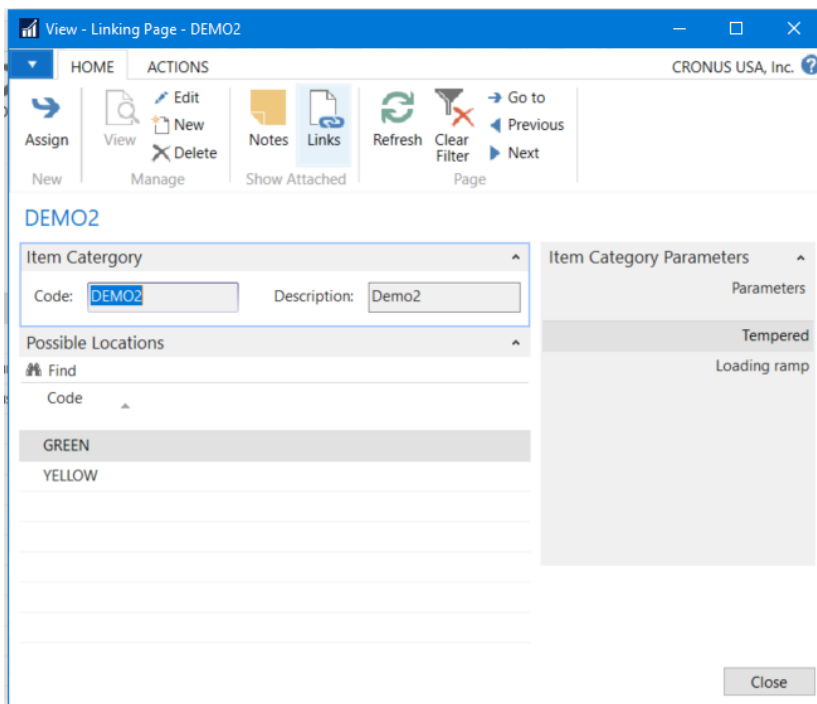 View - Linking Page - DEMO2
HOME ACTIONS CRONUS USA, Inc.
Assign
View
Edit
New
Delete
Notes
Links
Refresh
Clear
Filter
Go to
Previous
Next
New
Manage
Show Attached
Page
DEMO2
Item Catergory
Code: DEMO2 Description: Demo2
Possible Locations
Find
Code
GREEN
YELLOW
Item Category Parameters
Parameters
Tempered
Loading ramp
Close